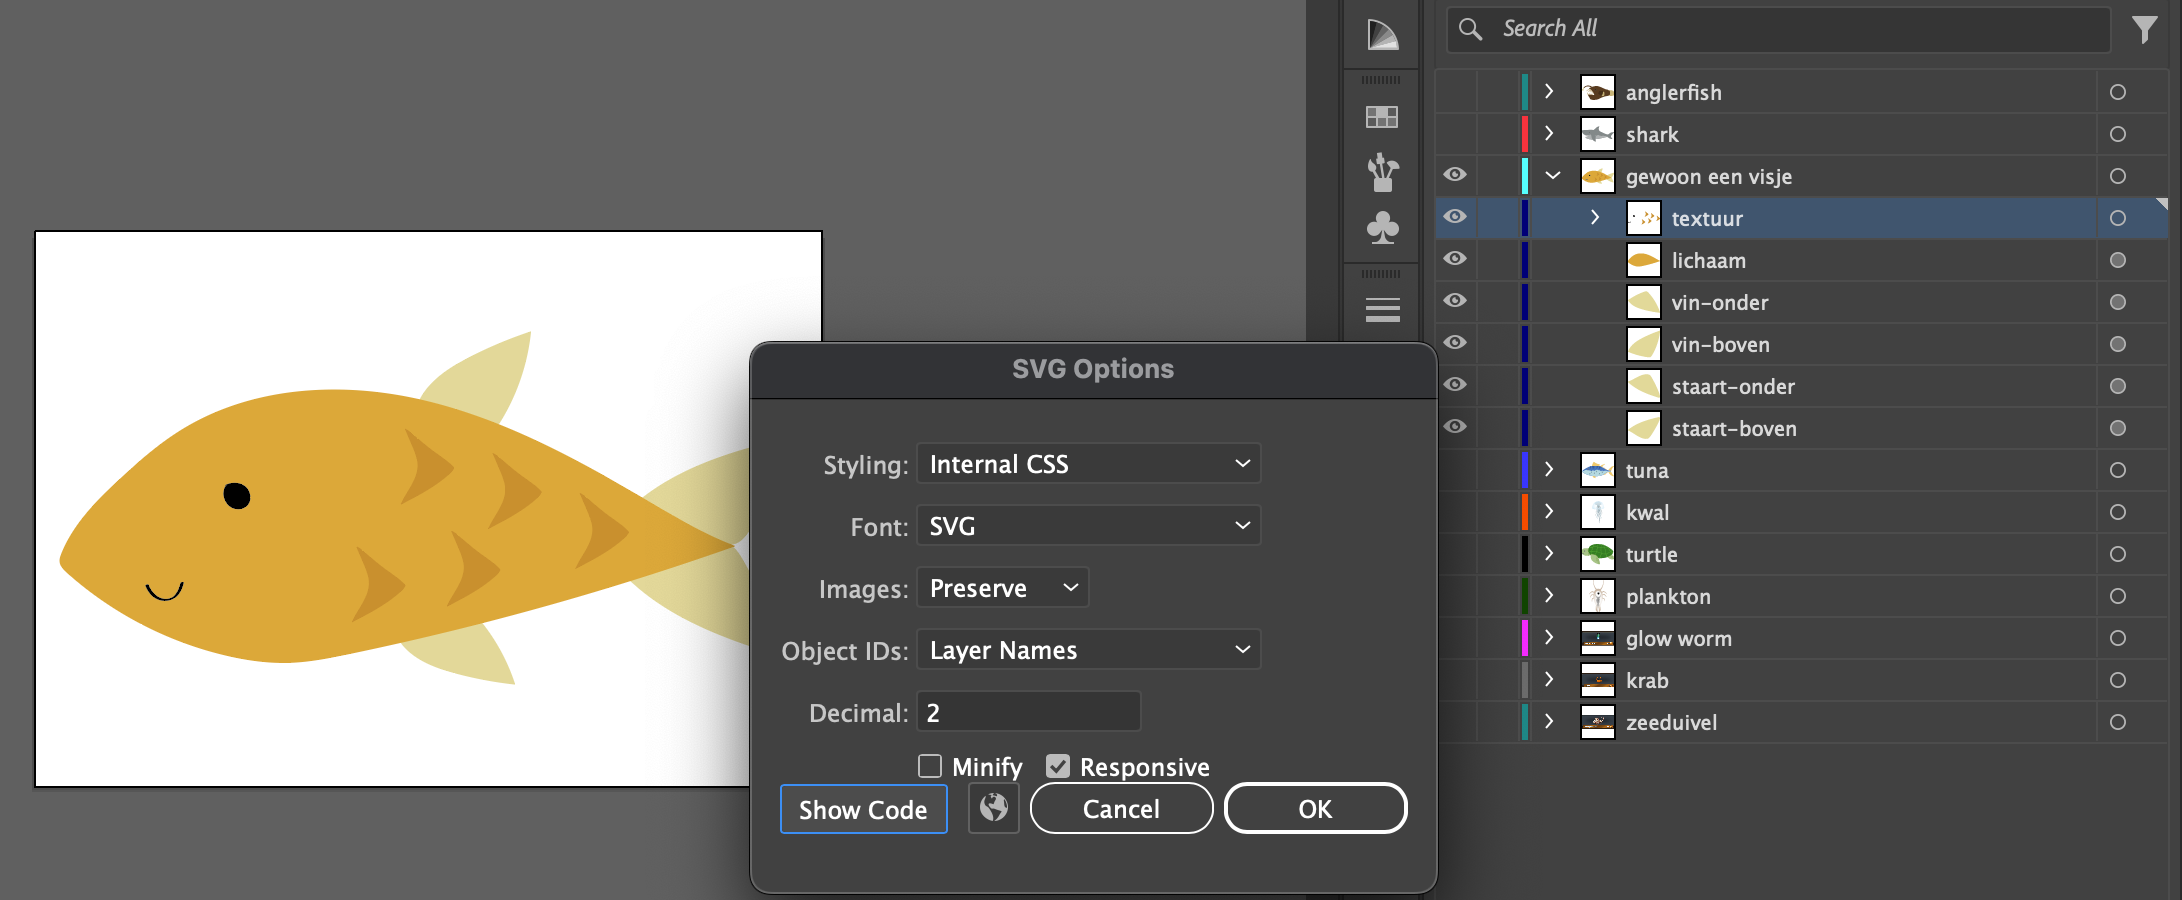 Search All
anglerfish
shark
gewoon een visje
textuur
lichaam
vin-onder
vin-boven
staart-onder
staart-boven
tuna
kwal
turtle
plankton
glow worm
krab
zeeduivel
SVG Options
Styling: Internal CSS
Font: SVG
Images: Preserve
Object IDs: Layer Names
Decimal: 2
Minify Responsive
Show Code Cancel OK